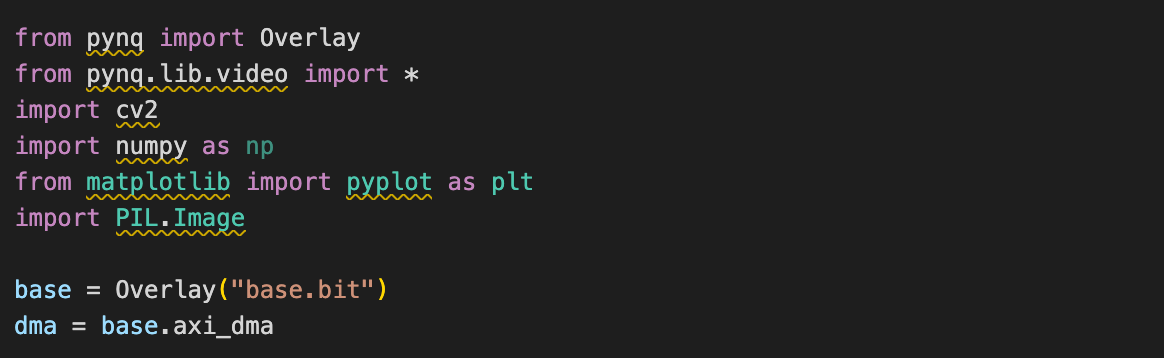 from pynq import Overlay
from pynq.lib.video import *
import cv2
import numpy as np
from matplotlib import pyplot as plt
import PIL.Image
base = Overlay("base.bit")
dma = base.axi_dma